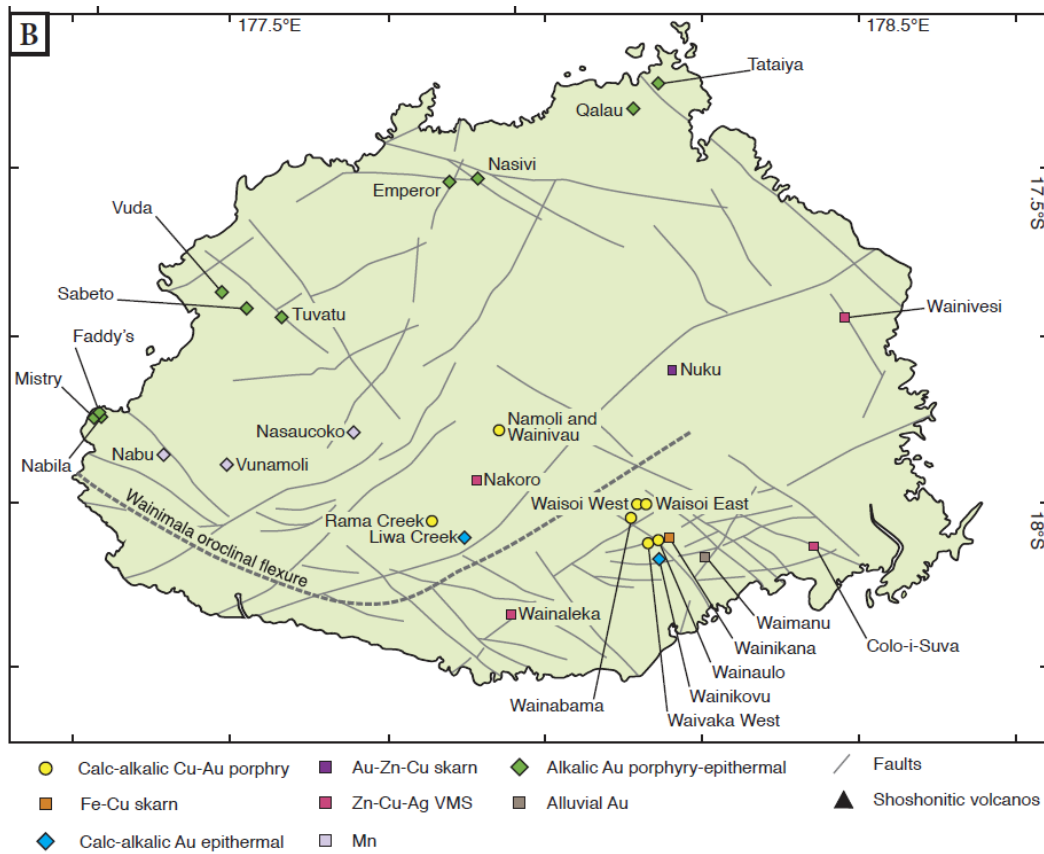 B
177.5°E
178.5°E
Tataiya
Qalau
Nasivi
Emperor
177.5°S
Vuda
Sabeto
Tuvatu
Wainivesi
Faddy's
Mistry
Nuku
Namoli and
Wainivau
Nasaucoko
Nabu
Vunamoli
Nabila
Nakoro
Wainimala oroclinal flexure
Waisoi West
Waisoi East
Rama Creek
Liwa Creek
18°S
Wainaleka
Waimanu
Colo-i-Suva
Wainikana
Wainaulo
Wainikovu
Wainabama
Waivaka West
Calc-alkalic Cu-Au porphry
Au-Zn-Cu skarn
Alkalic Au porphyry-epithermal
Faults
Fe-Cu skarn
Zn-Cu-Ag VMS
Alluvial Au
Shoshonitic volcanos
Calc-alkalic Au epithermal
Mn